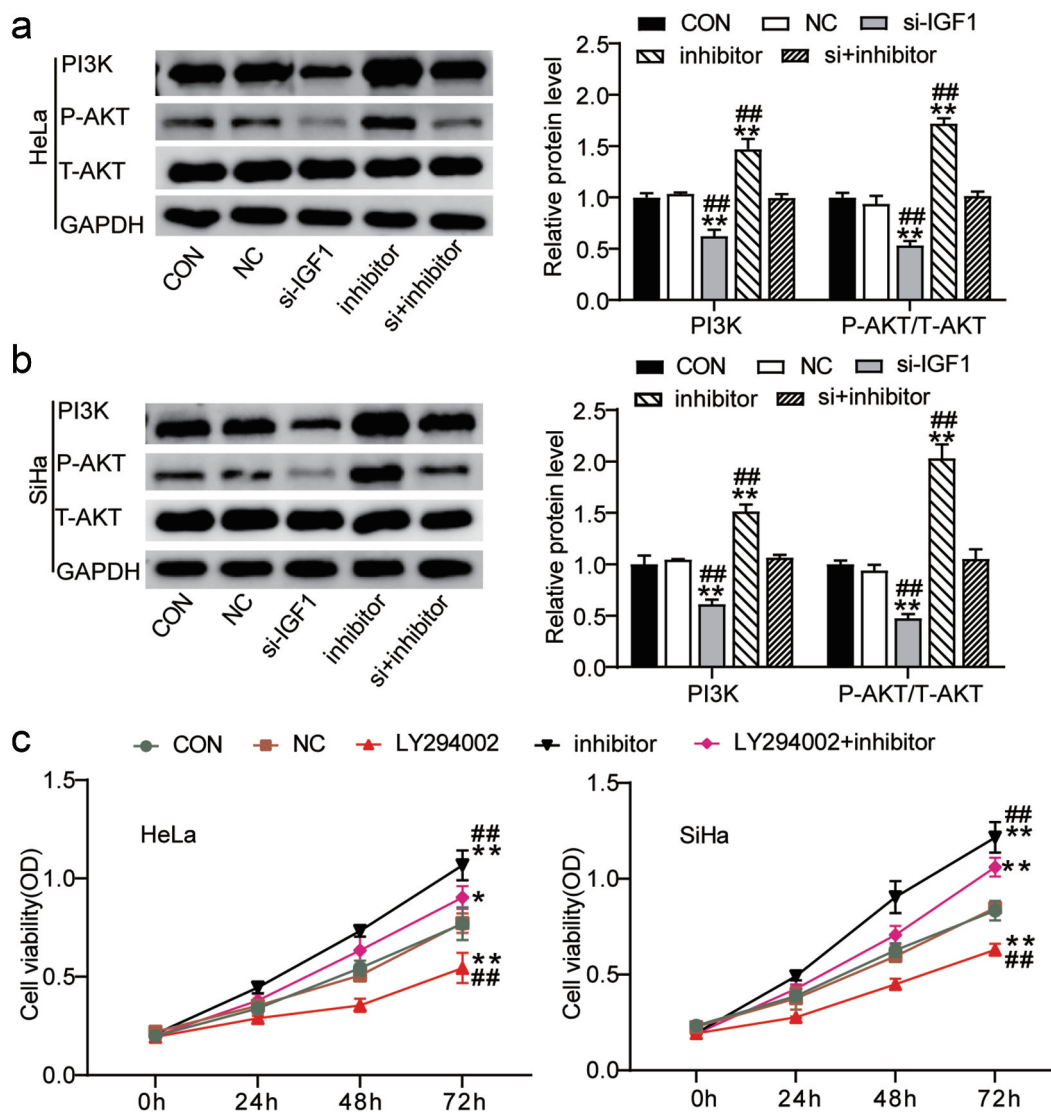 a
HeLa
PI3K
P-AKT
T-AKT
GAPDH
CON NC si-IGF1 inhibitor si+inhibitor
CON NC si-IGF1
inhibitor si+inhibitor
Relative protein level
2.5
2.0
1.5
1.0
0.5
0.0
##
**
##
**
##
**
##
**
PI3K P-AKT/T-AKT
b
SiHa
PI3K
P-AKT
T-AKT
GAPDH
CON NC si-IGF1 inhibitor si+inhibitor
CON NC si-IGF1
inhibitor si+inhibitor
Relative protein level
2.5
2.0
1.5
1.0
0.5
0.0
##
**
##
**
##
**
##
**
PI3K P-AKT/T-AKT
c
CON NC LY294002 inhibitor LY294002+inhibitor
Cell viability(OD)
1.5
1.0
0.5
0.0
HeLa
##
**
*
**
##
0h 24h 48h 72h
Cell viability(OD)
1.5
1.0
0.5
0.0
SiHa
##
**
**
**
##
0h 24h 48h 72h